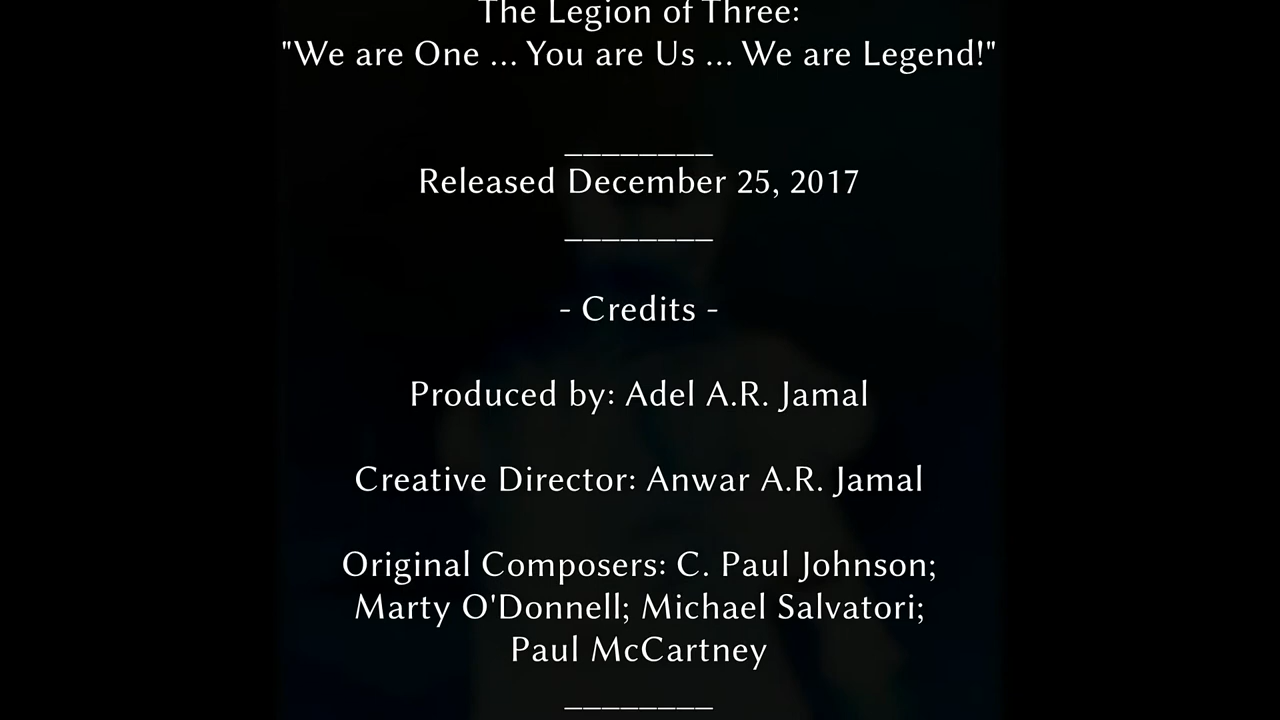 The Legion of Three:
"We are One ... You are Us ... We are Legend!"
________
Released December 25, 2017
________
- Credits -
Produced by: Adel A.R. Jamal
Creative Director: Anwar A.R. Jamal
Original Composers: C. Paul Johnson;
Marty O'Donnell; Michael Salvatori;
Paul McCartney
________